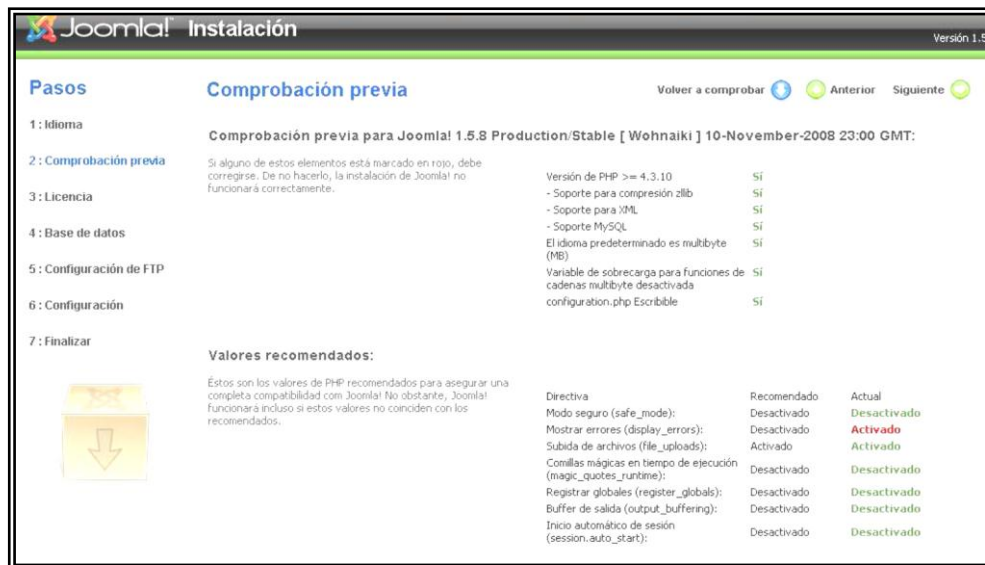 Joomla! Instalación
Versión 1.5
Pasos
1 : Idioma
2 : Comprobación previa
3 : Licencia
4 : Base de datos
5 : Configuración de FTP
6 : Configuración
7 : Finalizar
Comprobación previa
Volver a comprobar Anterior Siguiente
Comprobación previa para Joomla! 1.5.8 Production/Stable [ Wohnaiki ] 10-November-2008 23:00 GMT:
Si alguno de estos elementos está marcado en rojo, debe
corregirse. De no hacerlo, la instalación de Joomla! no
funcionará correctamente.
Versión de PHP >= 4.3.10 Sí
- Soporte para compresión zllib Sí
- Soporte para XML Sí
- Soporte MySQL Sí
El idioma predeterminado es multibyte Sí
(MB)
Variable de sobrecarga para funciones de Sí
cadenas multibyte desactivada
configuration.php Escribible Sí
Valores recomendados:
Éstos son los valores de PHP recomendados para asegurar una
completa compatibilidad con Joomla! No obstante, Joomla!
funcionará incluso si estos valores no coinciden con los
recomendados.
Directiva Recomendado Actual
Modo seguro (safe_mode): Desactivado Desactivado
Mostrar errores (display_errors): Desactivado Activado
Subida de archivos (file_uploads): Activado Activado
Comillas mágicas en tiempo de ejecución
(magic_quotes_runtime): Desactivado Desactivado
Registrar globales (register_globals): Desactivado Desactivado
Buffer de salida (output_buffering): Desactivado Desactivado
Inicio automático de sesión
(session.auto_start): Desactivado Desactivado